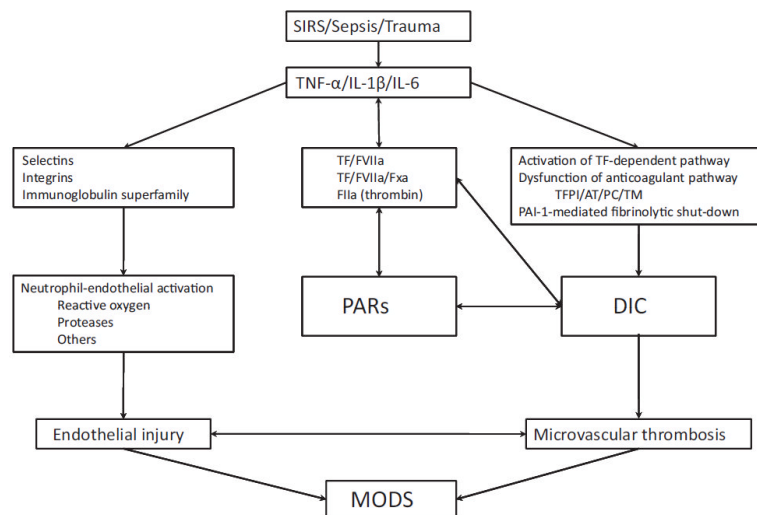 SIRS/Sepsis/Trauma
TNF-α/IL-1β/IL-6
Selectins
Integrins
Immunoglobulin superfamily
TF/FVIIa
TF/FVIIa/Fxa
FIIa (thrombin)
Activation of TF-dependent pathway
Dysfunction of anticoagulant pathway
TFPI/AT/PC/TM
PAI-1-mediated fibrinolytic shut-down
Neutrophil-endothelial activation
Reactive oxygen
Proteases
Others
PARs
DIC
Endothelial injury
Microvascular thrombosis
MODS